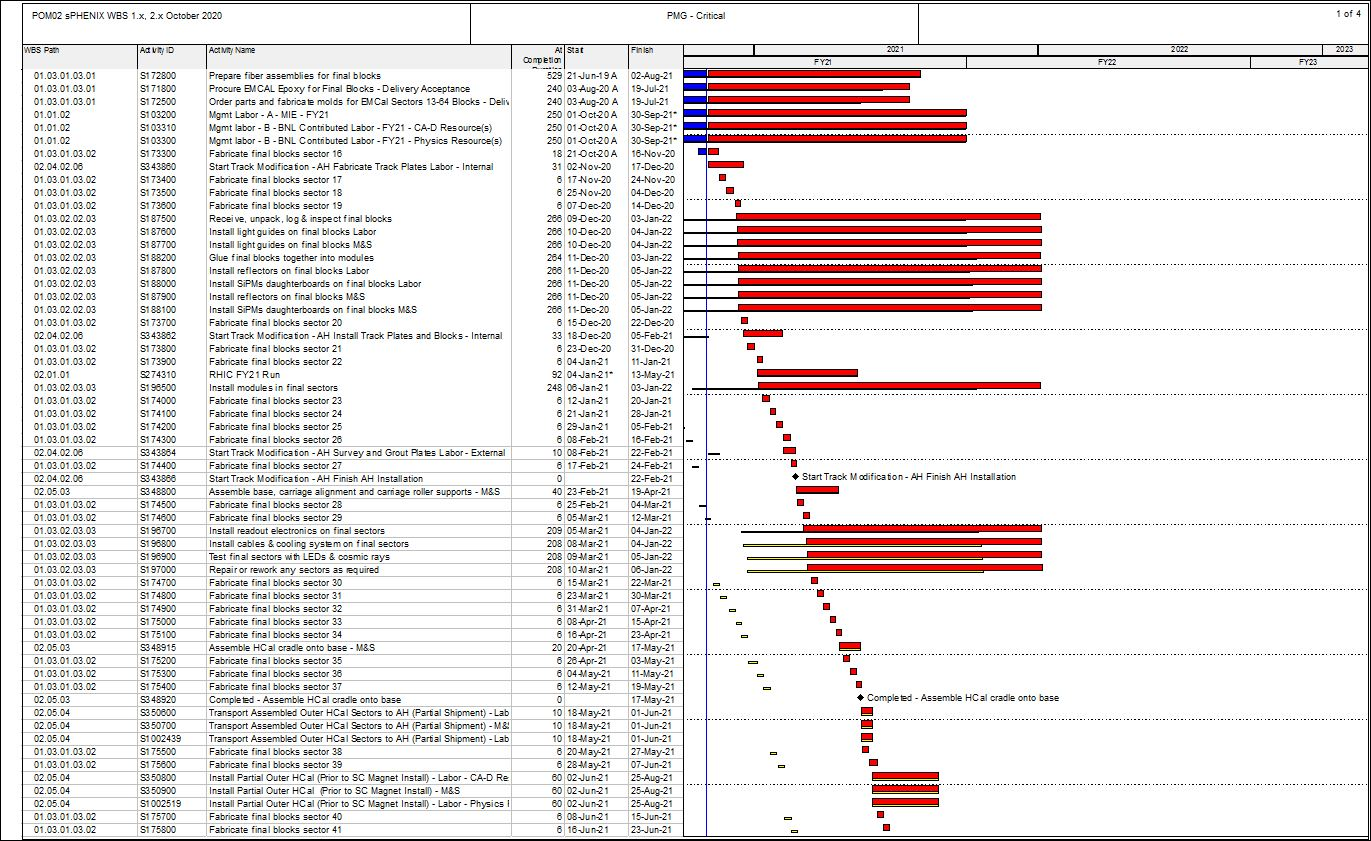 POM02 sPHENIX WBS 1.x, 2.x October 2020
PMG - Critical
1 of 4
WBS Path Activity ID Activity Name At Completion Start Finish 2021 2022 2023
FY21 FY22 FY23
01.03.01.03.01 S172800 Prepare fiber assemblies for final blocks 529 21-Jun-19 A 02-Aug-21
01.03.01.03.01 S171800 Procure EMCAL Epoxy for Final Blocks - Delivery Acceptance 240 03-Aug-20 A 19-Jul-21
01.03.01.03.01 S172500 Order parts and fabricate molds for EMCal Sectors 13-64 Blocks - Deliv 240 03-Aug-20 A 19-Jul-21
01.01.02 S103200 Mgmt Labor - A - MIE - FY21 250 01-Oct-20 A 30-Sep-21*
01.01.02 S103310 Mgmt labor - B - BNL Contributed Labor - FY21 - CA-D Resource(s) 250 01-Oct-20 A 30-Sep-21*
01.01.02 S103300 Mgmt labor - B - BNL Contributed Labor - FY21 - Physics Resource(s) 250 01-Oct-20 A 30-Sep-21*
01.03.01.03.02 S173300 Fabricate final blocks sector 16 18 21-Oct-20 A 16-Nov-20
02.04.02.06 S343860 Start Track Modification - AH Fabricate Track Plates Labor - Internal 31 02-Nov-20 17-Dec-20
01.03.01.03.02 S173400 Fabricate final blocks sector 17 6 17-Nov-20 24-Nov-20
01.03.01.03.02 S173500 Fabricate final blocks sector 18 6 25-Nov-20 04-Dec-20
01.03.01.03.02 S173600 Fabricate final blocks sector 19 6 07-Dec-20 14-Dec-20
01.03.02.02.03 S187500 Receive, unpack, log & inspect final blocks 266 09-Dec-20 03-Jan-22
01.03.02.02.03 S187600 Install light guides on final blocks Labor 266 10-Dec-20 04-Jan-22
01.03.02.02.03 S187700 Install light guides on final blocks M&S 266 10-Dec-20 04-Jan-22
01.03.02.02.03 S188200 Glue final blocks together into modules 264 11-Dec-20 03-Jan-22
01.03.02.02.03 S187800 Install reflectors on final blocks Labor 266 11-Dec-20 05-Jan-22
01.03.02.02.03 S188000 Install SiPMs daughterboards on final blocks Labor 266 11-Dec-20 05-Jan-22
01.03.02.02.03 S187900 Install reflectors on final blocks M&S 266 11-Dec-20 05-Jan-22
01.03.02.02.03 S188100 Install SiPMs daughterboards on final blocks M&S 266 11-Dec-20 05-Jan-22
01.03.01.03.02 S173700 Fabricate final blocks sector 20 6 15-Dec-20 22-Dec-20
02.04.02.06 S343862 Start Track Modification - AH Install Track Plates and Blocks - Internal 33 18-Dec-20 05-Feb-21
01.03.01.03.02 S173800 Fabricate final blocks sector 21 6 23-Dec-20 31-Dec-20
01.03.01.03.02 S173900 Fabricate final blocks sector 22 6 04-Jan-21 11-Jan-21
02.01.01 S274310 RHIC FY21 Run 92 04-Jan-21* 13-May-21
01.03.02.03.03 S196500 Install modules in final sectors 248 06-Jan-21 03-Jan-22
01.03.01.03.02 S174000 Fabricate final blocks sector 23 6 12-Jan-21 20-Jan-21
01.03.01.03.02 S174100 Fabricate final blocks sector 24 6 21-Jan-21 28-Jan-21
01.03.01.03.02 S174200 Fabricate final blocks sector 25 6 29-Jan-21 05-Feb-21
01.03.01.03.02 S174300 Fabricate final blocks sector 26 6 08-Feb-21 16-Feb-21
02.04.02.06 S343864 Start Track Modification - AH Survey and Grout Plates Labor - External 10 08-Feb-21 22-Feb-21
01.03.01.03.02 S174400 Fabricate final blocks sector 27 6 17-Feb-21 24-Feb-21
02.04.02.06 S343866 Start Track Modification - AH Finish AH Installation 0 22-Feb-21 Start Track Modification - AH Finish AH Installation
02.05.03 S348800 Assemble base, carriage alignment and carriage roller supports - M&S 40 23-Feb-21 19-Apr-21
01.03.01.03.02 S174500 Fabricate final blocks sector 28 6 25-Feb-21 04-Mar-21
01.03.01.03.02 S174600 Fabricate final blocks sector 29 6 05-Mar-21 12-Mar-21
01.03.02.03.03 S196700 Install readout electronics on final sectors 209 05-Mar-21 04-Jan-22
01.03.02.03.03 S196800 Install cables & cooling system on final sectors 208 08-Mar-21 04-Jan-22
01.03.02.03.03 S196900 Test final sectors with LEDs & cosmic rays 208 09-Mar-21 05-Jan-22
01.03.02.03.03 S197000 Repair or rework any sectors as required 208 10-Mar-21 06-Jan-22
01.03.01.03.02 S174700 Fabricate final blocks sector 30 6 15-Mar-21 22-Mar-21
01.03.01.03.02 S174800 Fabricate final blocks sector 31 6 23-Mar-21 30-Mar-21
01.03.01.03.02 S174900 Fabricate final blocks sector 32 6 31-Mar-21 07-Apr-21
01.03.01.03.02 S175000 Fabricate final blocks sector 33 6 08-Apr-21 15-Apr-21
01.03.01.03.02 S175100 Fabricate final blocks sector 34 6 16-Apr-21 23-Apr-21
02.05.03 S348915 Assemble HCal cradle onto base - M&S 20 20-Apr-21 17-May-21
01.03.01.03.02 S175200 Fabricate final blocks sector 35 6 26-Apr-21 03-May-21
01.03.01.03.02 S175300 Fabricate final blocks sector 36 6 04-May-21 11-May-21
01.03.01.03.02 S175400 Fabricate final blocks sector 37 6 12-May-21 19-May-21
02.05.03 S348920 Completed - Assemble HCal cradle onto base 0 17-May-21 Completed - Assemble HCal cradle onto base
02.05.04 S350600 Transport Assembled Outer HCal Sectors to AH (Partial Shipment) - Lab 10 18-May-21 01-Jun-21
02.05.04 S350700 Transport Assembled Outer HCal Sectors to AH (Partial Shipment) - M& 10 18-May-21 01-Jun-21
02.05.04 S1002439 Transport Assembled Outer HCal Sectors to AH (Partial Shipment) - Lab 10 18-May-21 01-Jun-21
01.03.01.03.02 S175500 Fabricate final blocks sector 38 6 20-May-21 27-May-21
01.03.01.03.02 S175600 Fabricate final blocks sector 39 6 28-May-21 07-Jun-21
02.05.04 S350800 Install Partial Outer HCal (Prior to SC Magnet Install) - Labor - CA-D Re 60 02-Jun-21 25-Aug-21
02.05.04 S350900 Install Partial Outer HCal (Prior to SC Magnet Install) - M&S 60 02-Jun-21 25-Aug-21
02.05.04 S1002519 Install Partial Outer HCal (Prior to SC Magnet Install) - Labor - Physics 60 02-Jun-21 25-Aug-21
01.03.01.03.02 S175700 Fabricate final blocks sector 40 6 08-Jun-21 15-Jun-21
01.03.01.03.02 S175800 Fabricate final blocks sector 41 6 16-Jun-21 23-Jun-21